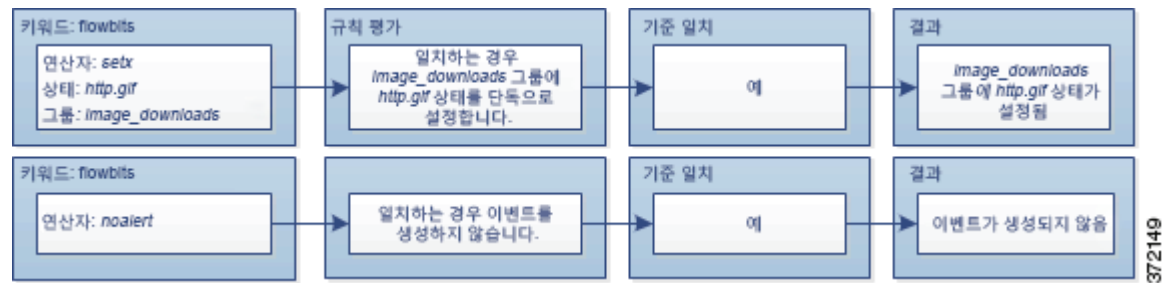 키워드: flowbits
연산자: setx
상태: http.gif
그룹: image_downloads
규칙 평가
일치하는 경우
image_downloads 그룹에
http.gif 상태를 단독으로
설정합니다.
기준 일치
예
결과
image_downloads
그룹에 http.gif 상태가
설정됨
키워드: flowbits
연산자: noalert
일치하는 경우 이벤트를
생성하지 않습니다.
기준 일치
예
결과
이벤트가 생성되지 않음
372149